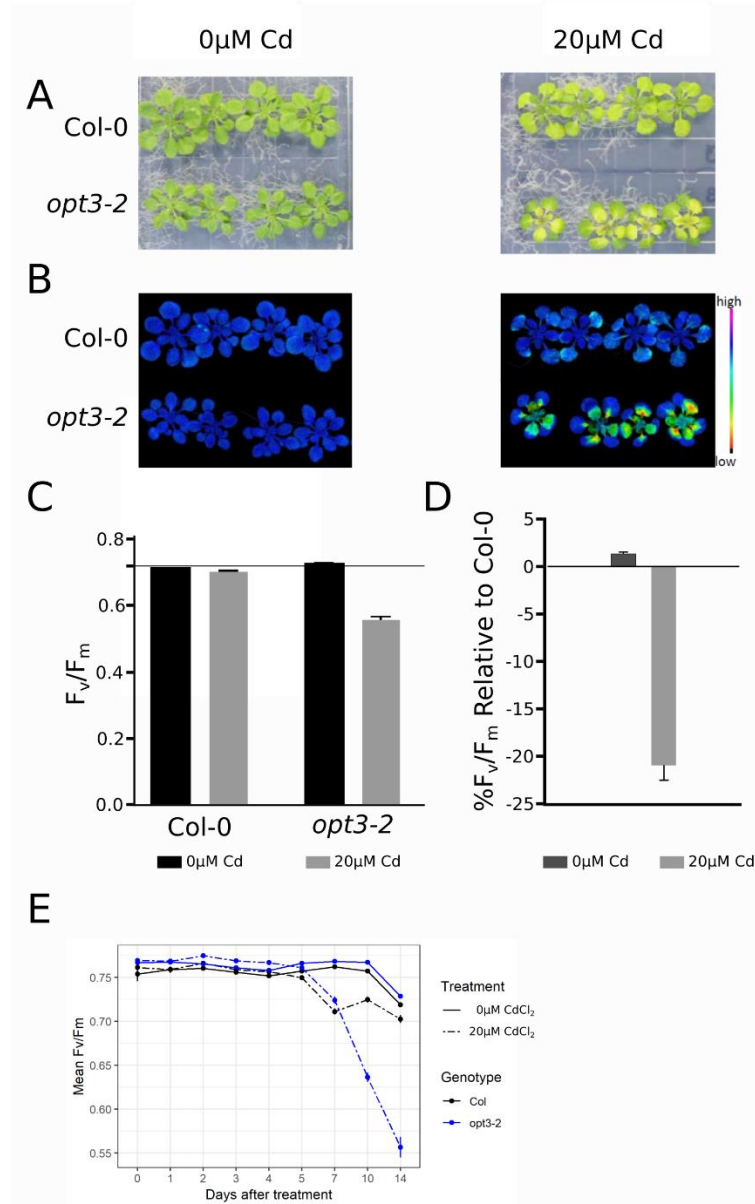 0µM Cd 20µM Cd
A
Col-0
opt3-2
B
Col-0
opt3-2
high
low
C
D
0.8
0.6
0.4
0.2
0.0
Fv/Fm
Col-0 opt3-2
0µM Cd 20µM Cd
5
0
-5
-10
-15
-20
-25
%Fv/Fm Relative to Col-0
0µM Cd 20µM Cd
E
0.75
0.70
0.65
0.60
0.55
Mean Fv/Fm
0 1 2 3 4 5 7 10 14
Days after treatment
Treatment
0µM CdCl₂
20µM CdCl₂
Genotype
Col
opt3-2